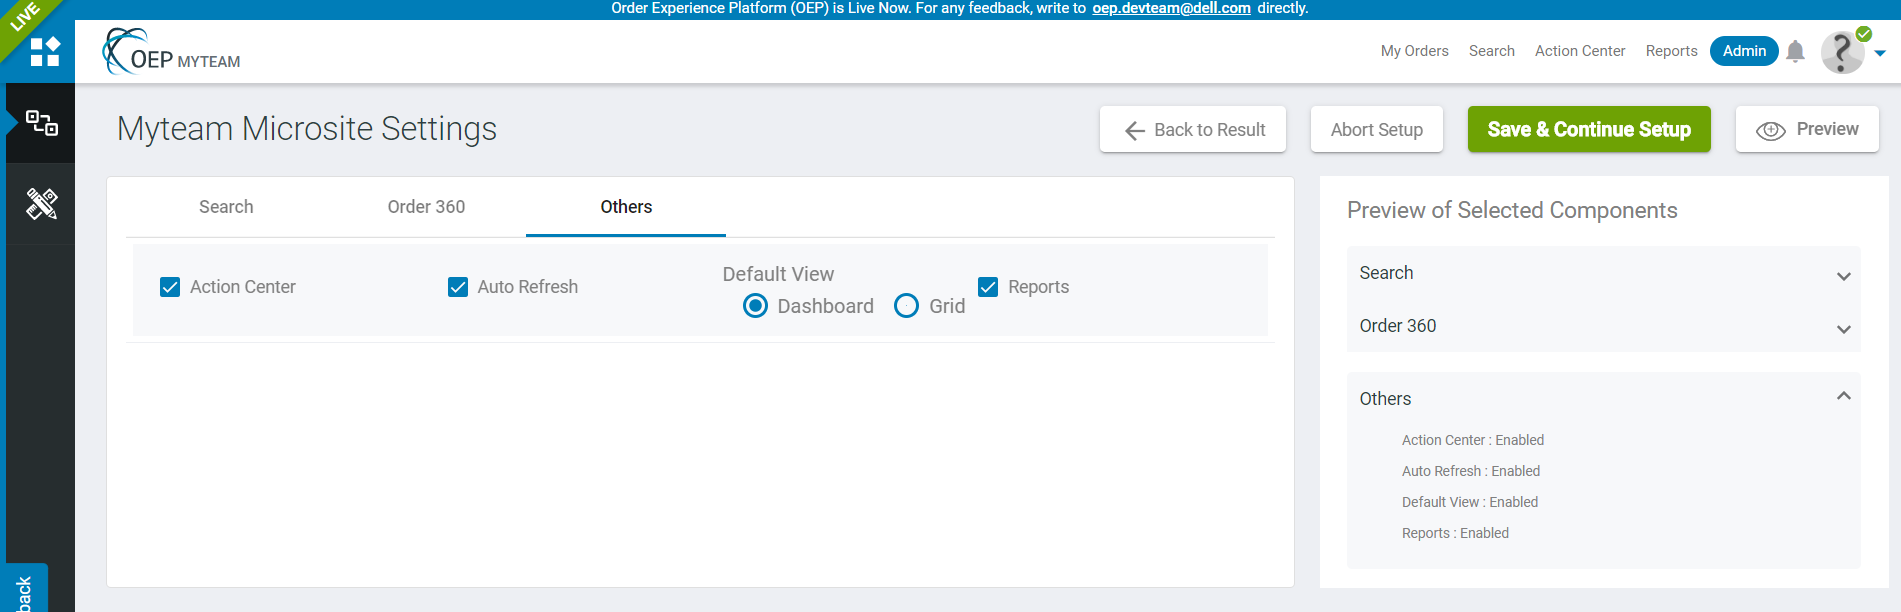 Order Experience Platform (OEP) is Live Now. For any feedback, write to oep.devteam@dell.com directly.
LIVE
OEP MYTEAM
My Orders Search Action Center Reports Admin
Myteam Microsite Settings
Back to Result Abort Setup Save & Continue Setup Preview
Search Order 360 Others
Action Center Auto Refresh Default View Reports
Dashboard Grid
Preview of Selected Components
Search
Order 360
Others
Action Center : Enabled
Auto Refresh : Enabled
Default View : Enabled
Reports : Enabled
back